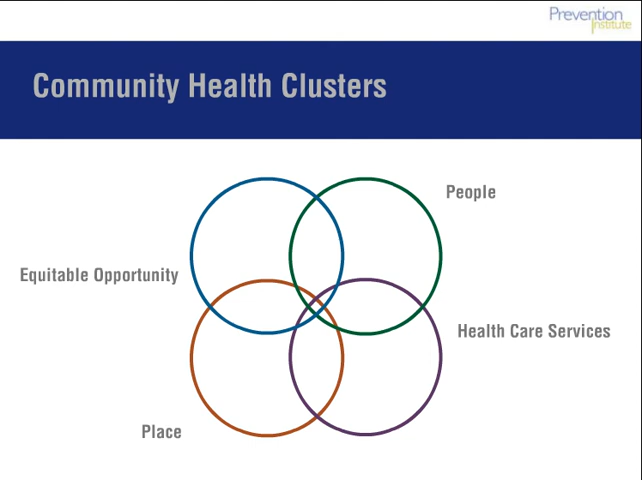 Prevention
Institute
Community Health Clusters
People
Equitable Opportunity
Health Care Services
Place